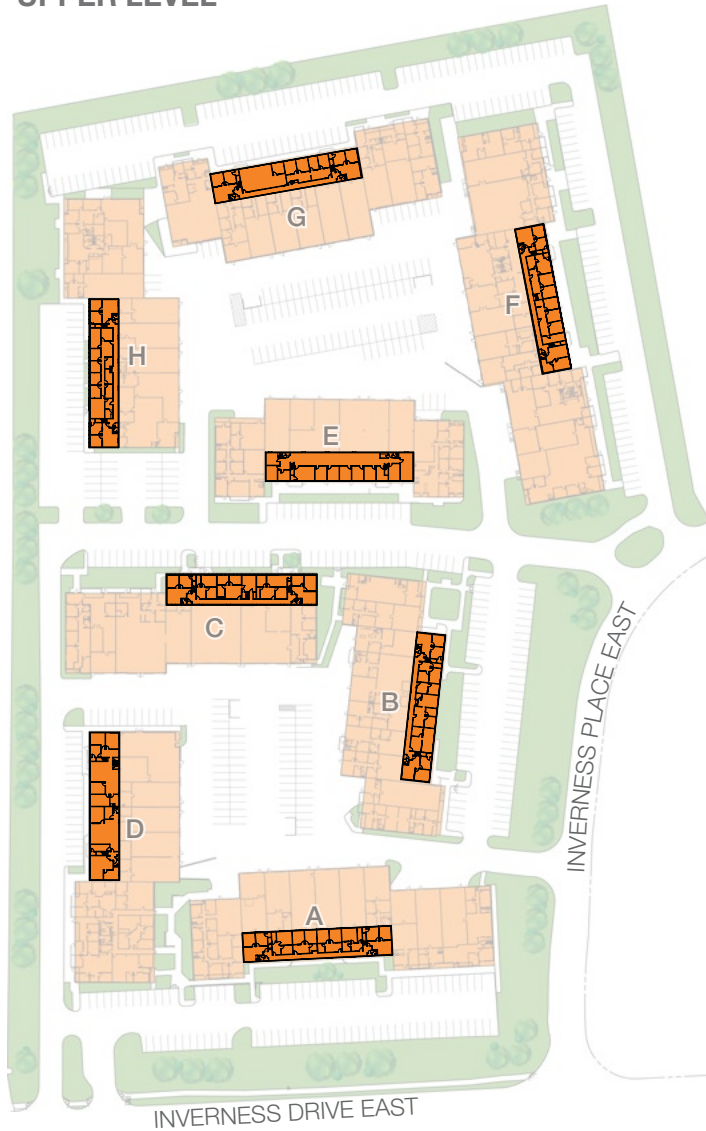 UPPER LEVEL
G
F
H
E
C
B
D
A
INVERNESS PLACE EAST
INVERNESS DRIVE EAST